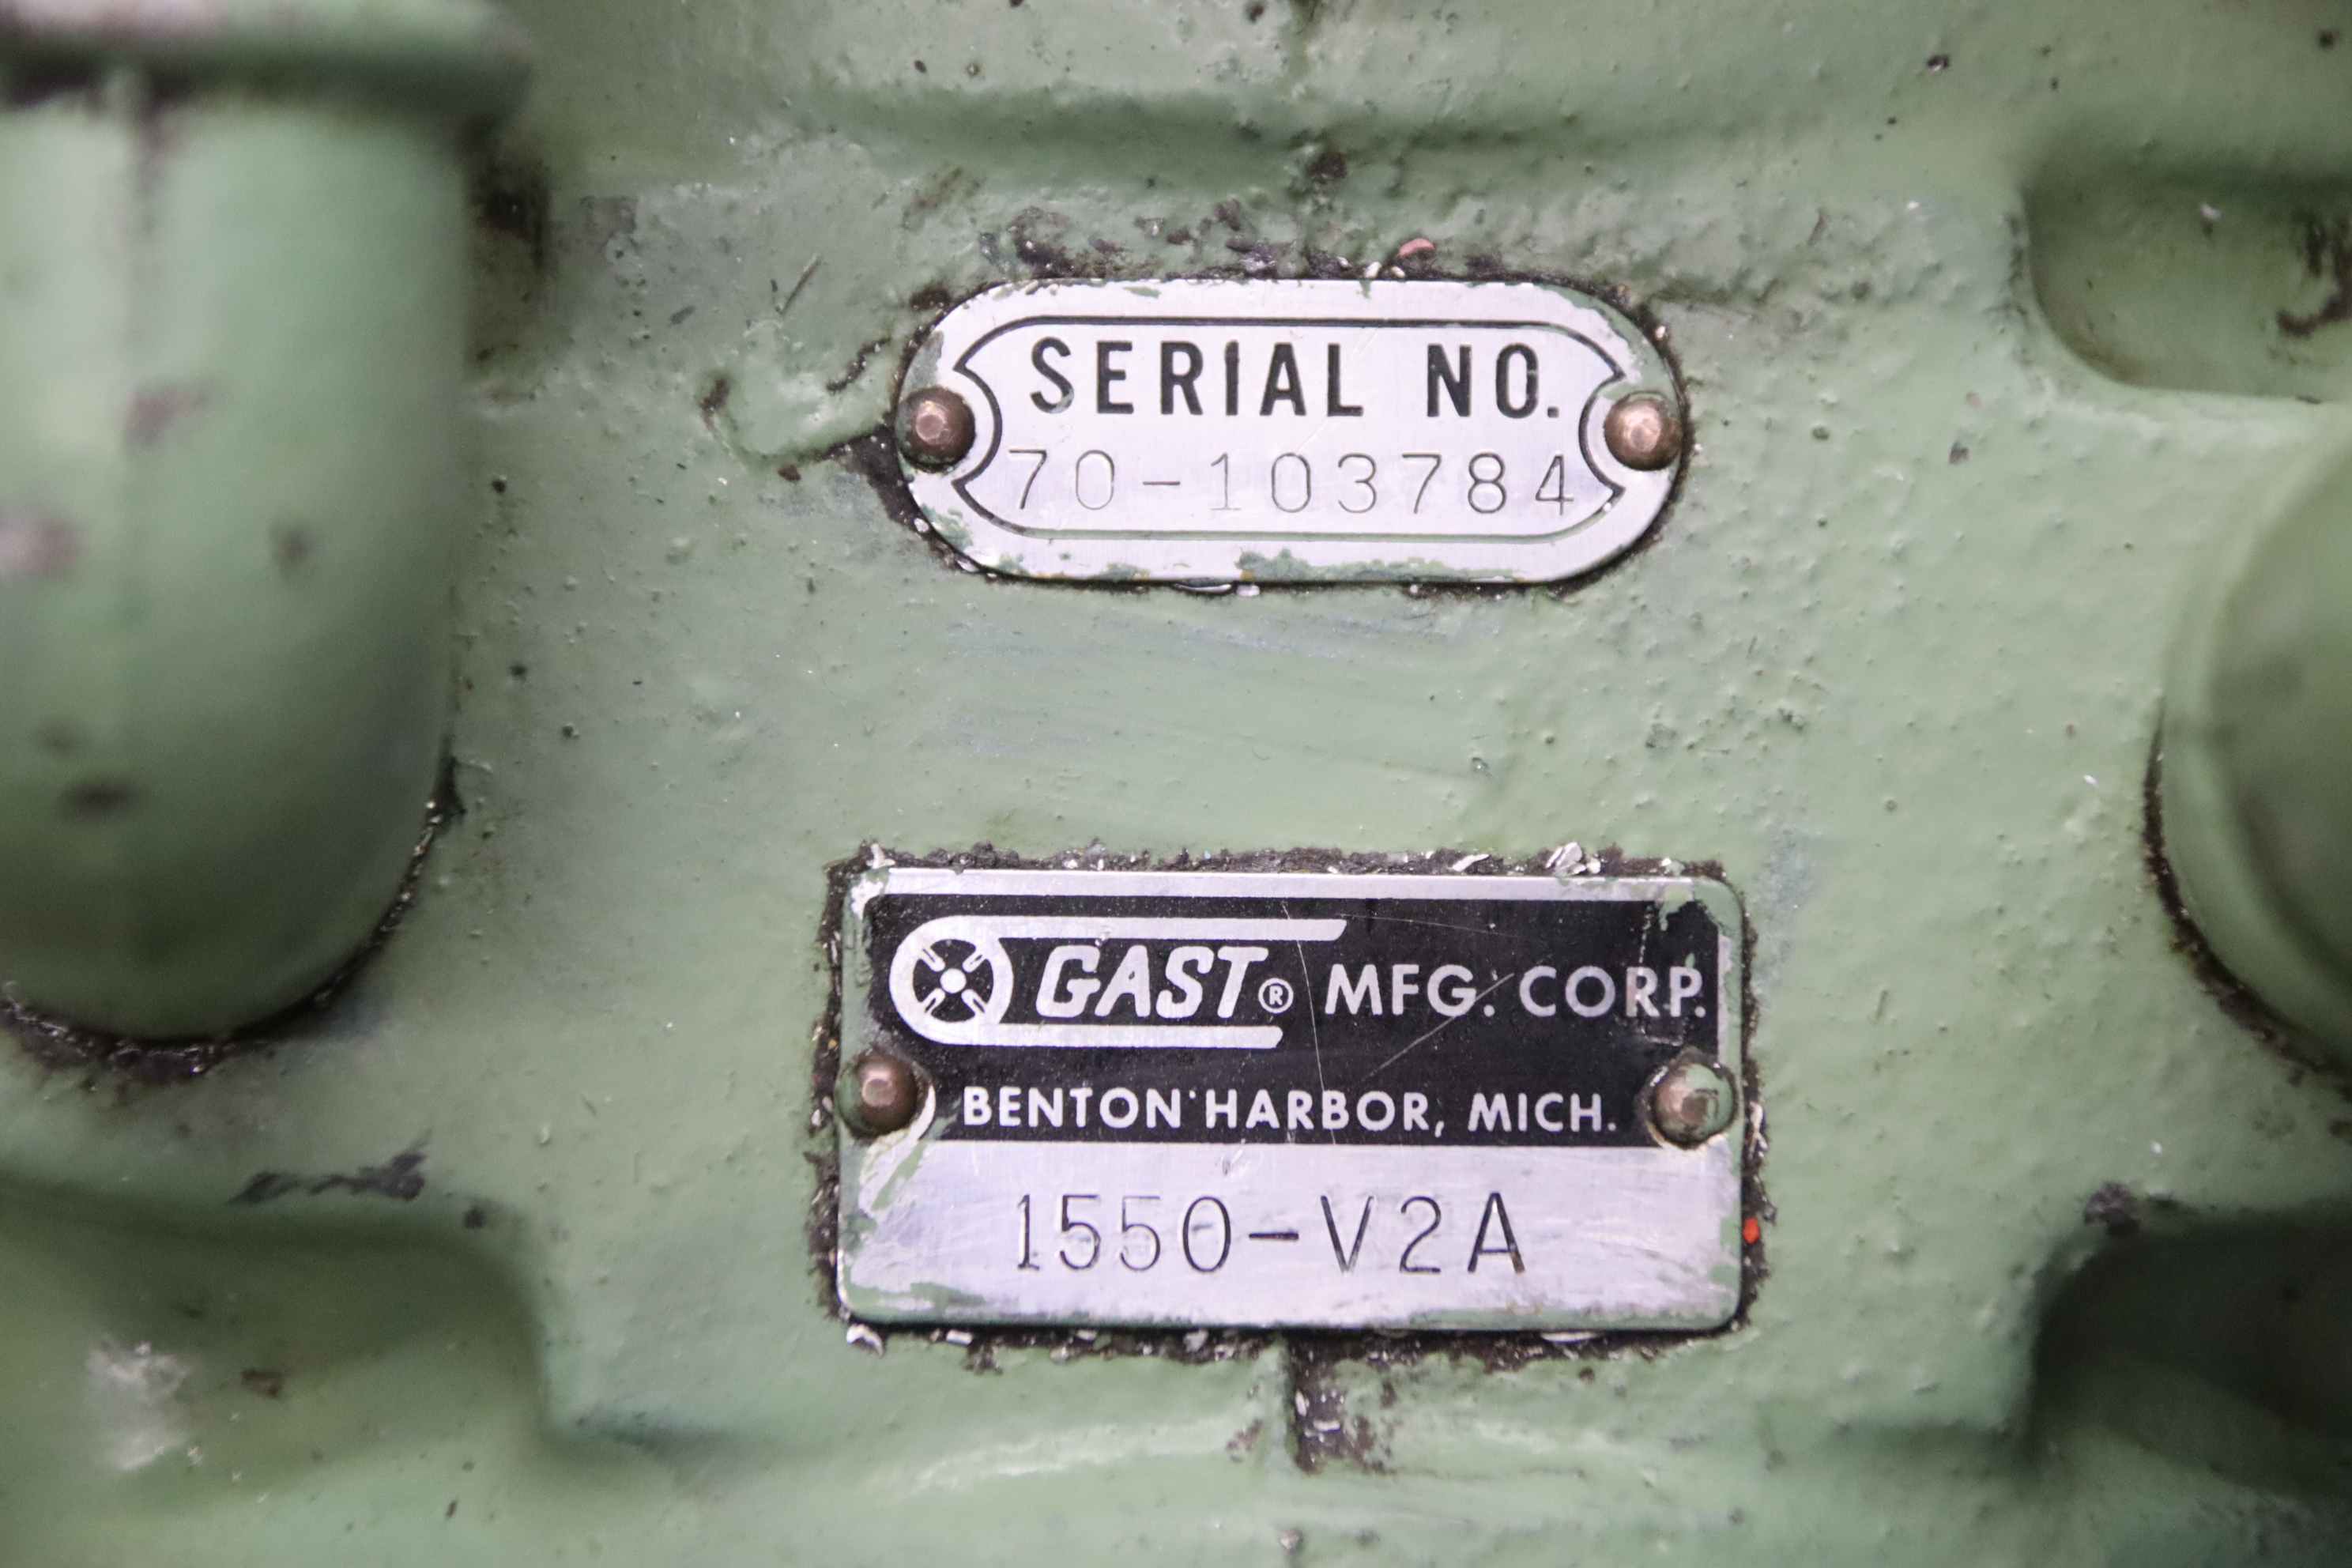 SERIAL NO.
70-103784
GAST® MFG. CORP.
BENTON HARBOR, MICH.
1550-V2A